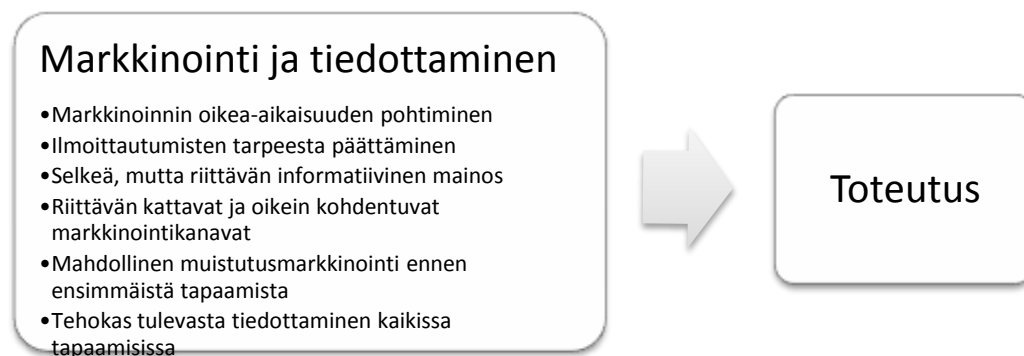 Markkinointi ja tiedottaminen
•Markkinoinnin oikea-aikaisuuden pohtiminen
•Ilmoittautumisten tarpeesta päättäminen
•Selkeä, mutta riittävän informatiivinen mainos
•Riittävän kattavat ja oikein kohdentuvat
markkinointikanavat
•Mahdollinen muistutusmarkkinointi ennen
ensimmäistä tapaamista
•Tehokas tulevasta tiedottaminen kaikissa
tapaamisissa
Toteutus